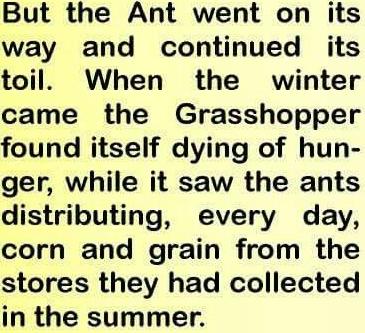 But the Ant went on its
way and continued its
toil. When the winter
came the Grasshopper
found itself dying of hun-
ger, while it saw the ants
distributing, every day,
corn and grain from the
stores they had collected
in the summer.